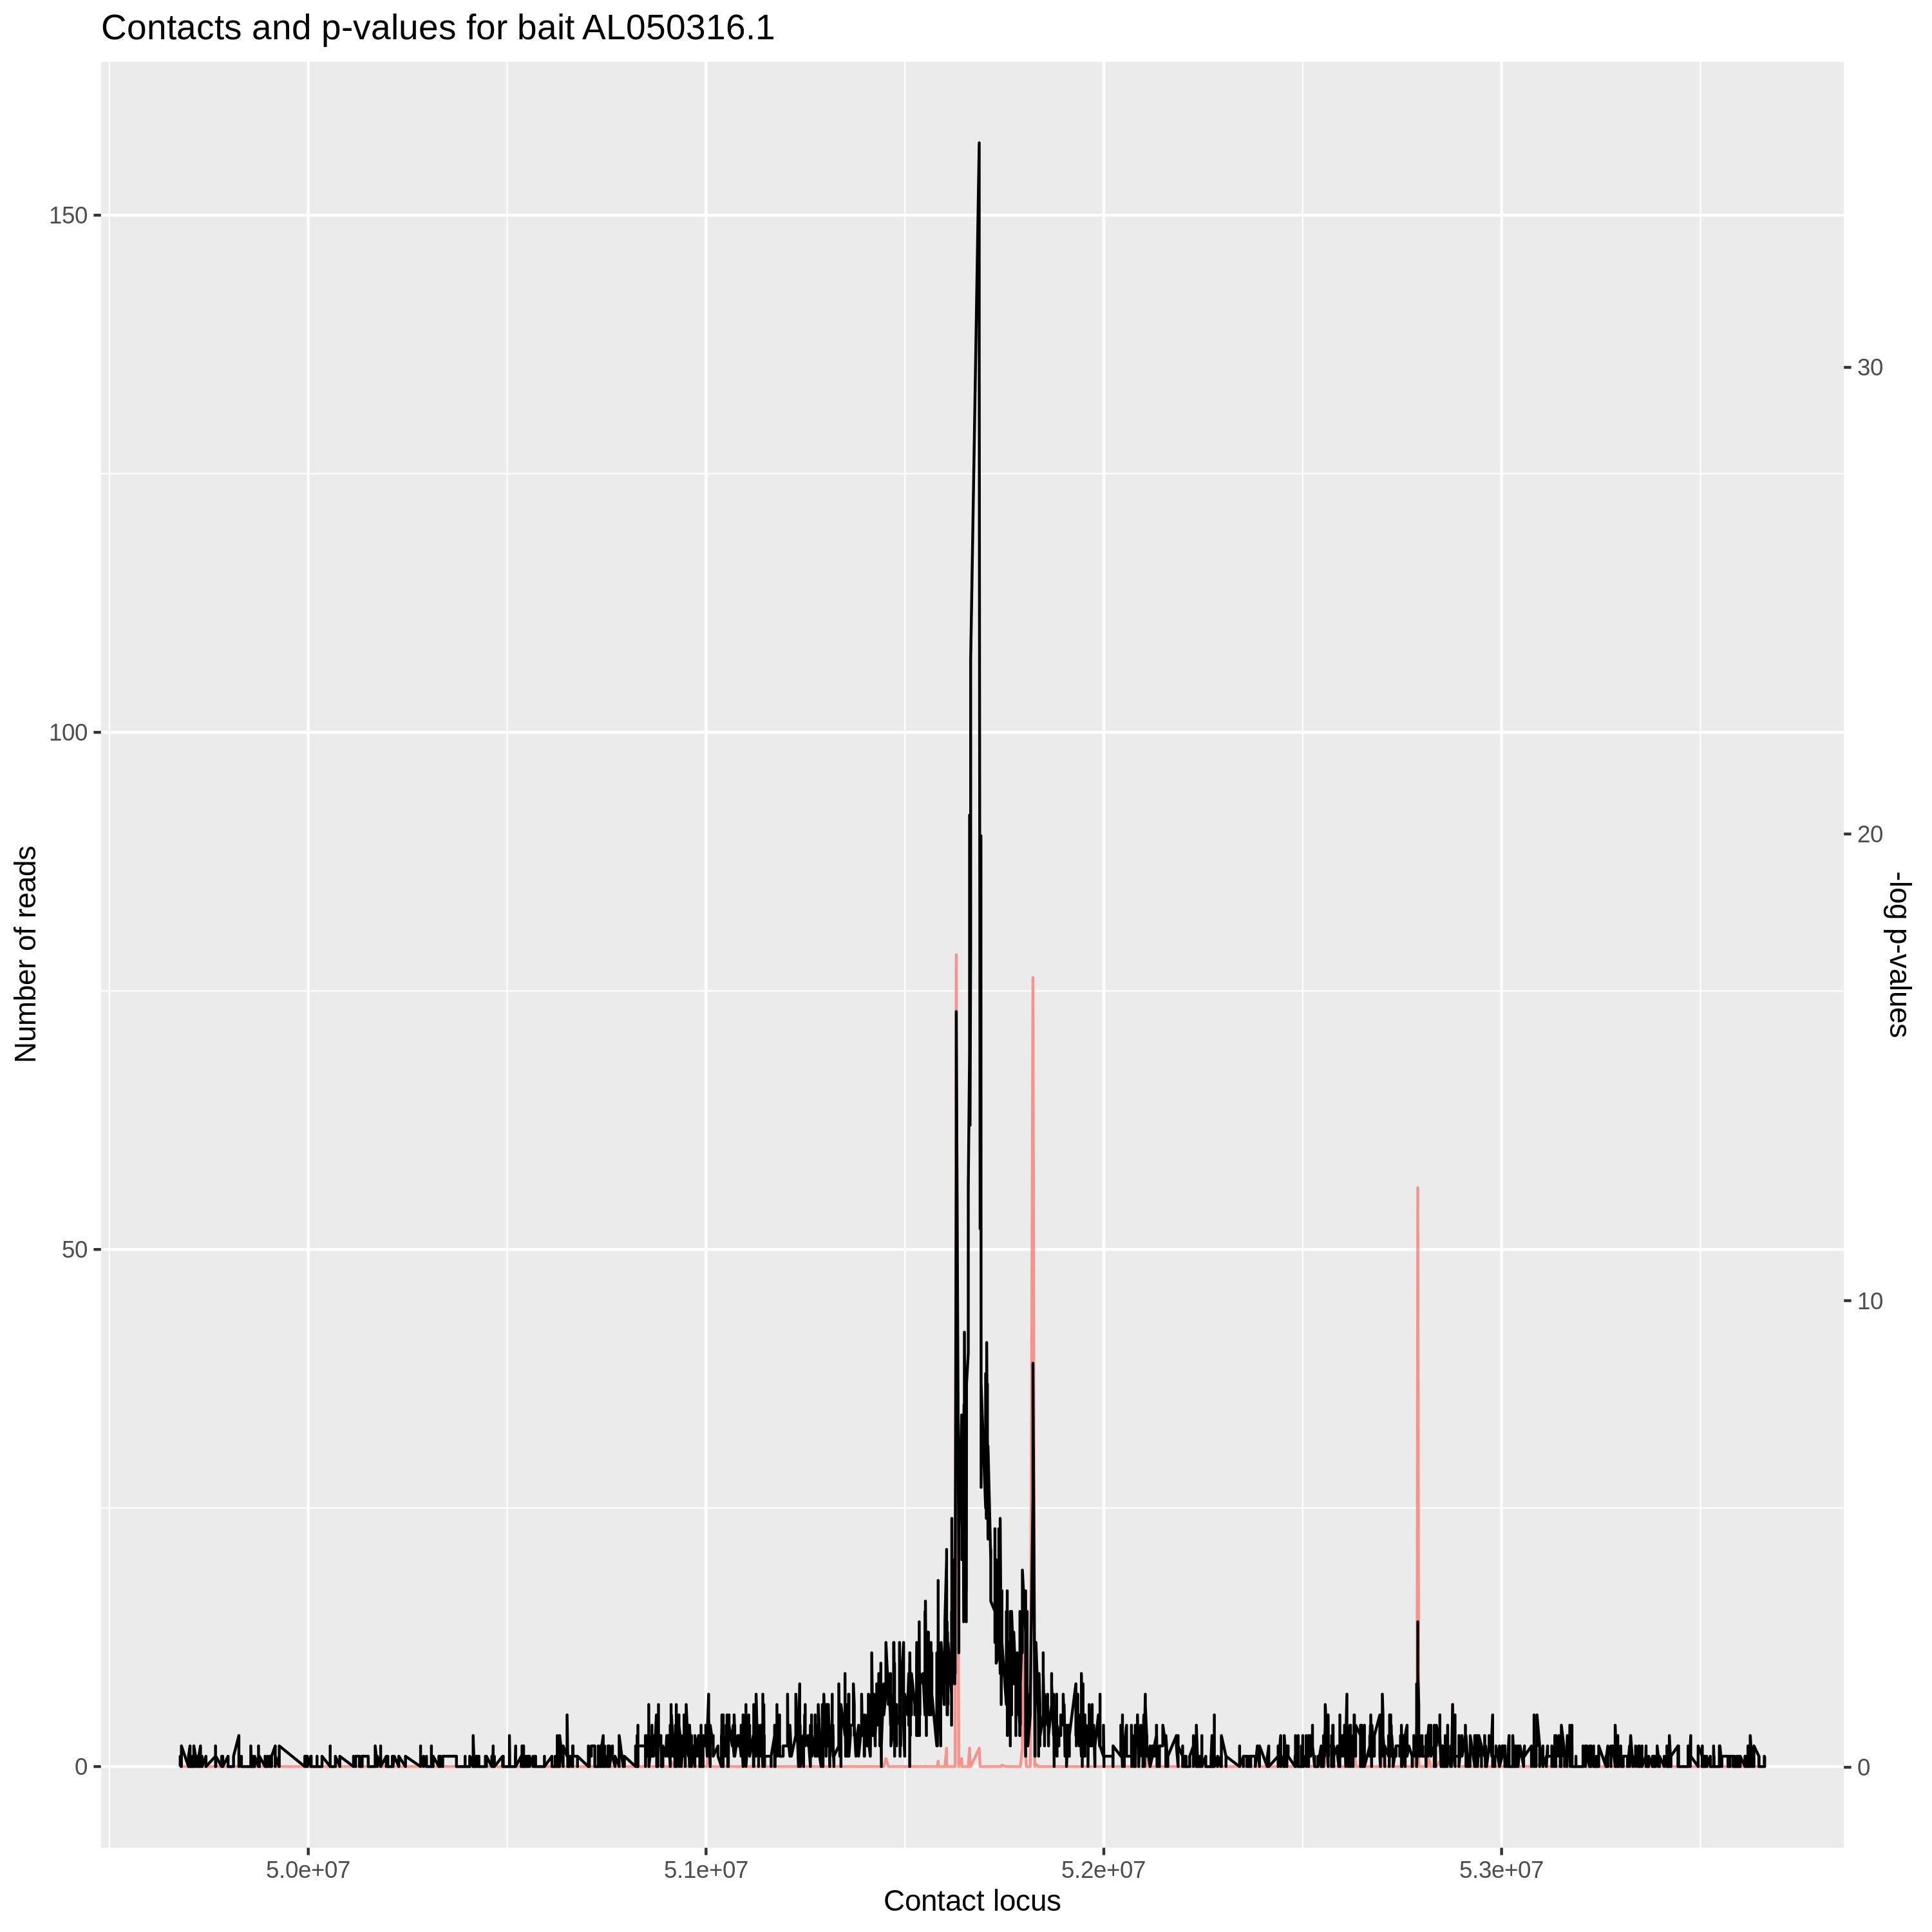 Contacts and p-values for bait AL050316.1
150
100
50
0
Number of reads
30
20
10
0
-log p-values
5.0e+07
5.1e+07
5.2e+07
5.3e+07
Contact locus